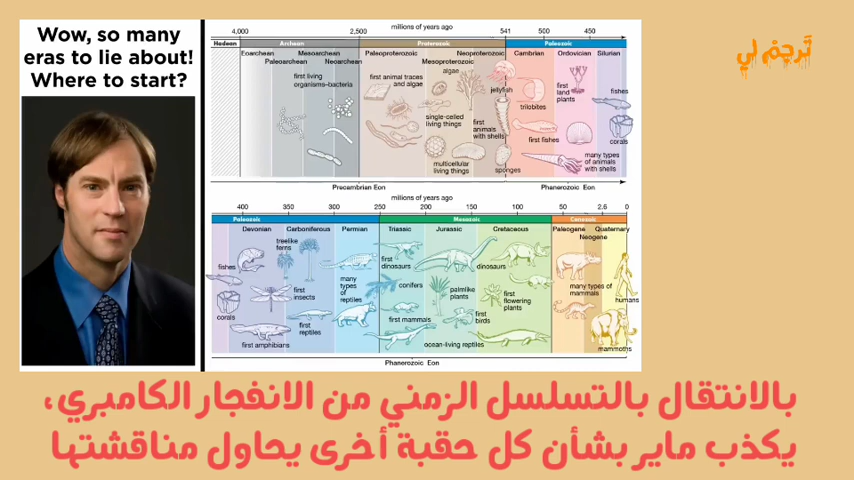 Wow, so many
eras to lie about!
Where to start?
تَرجِم لي
millions of years ago
4,000 2,500 541 500 450
Hadean Archean Proterozoic Paleozoic
Eoarchean Mesoarchean Paleoproterozoic Neoproterozoic Cambrian Ordovician Silurian
Paleoarchean Neoarchean Mesoproterozoic
first living
organisms–bacteria
first animal traces
and algae
algae
single-celled
living things
multicellular
living things
first
animals
with shells
jellyfish
sponges
trilobites
first fishes
first
land
plants
many types
of animals
with shells
fishes
corals
Precambrian Eon Phanerozoic Eon
millions of years ago
400 350 300 250 200 150 100 50 2.6 0
Paleozoic Mesozoic Cenozoic
Devonian Carboniferous Permian Triassic Jurassic Cretaceous Paleogene Quaternary
Neogene
fishes
corals
first amphibians
treelike
ferns
first
insects
first
reptiles
many
types
of
reptiles
first
dinosaurs
conifers
first mammals
ocean-living reptiles
palmlike
plants
first
birds
dinosaurs
first
flowering
plants
many types of
mammals
humans
mammoths
Phanerozoic Eon
بالانتقال بالتسلسل الزمني من الانفجار الكامبري،
يكذب ماير بشأن كل حقبة أخرى يحاول مناقشتها